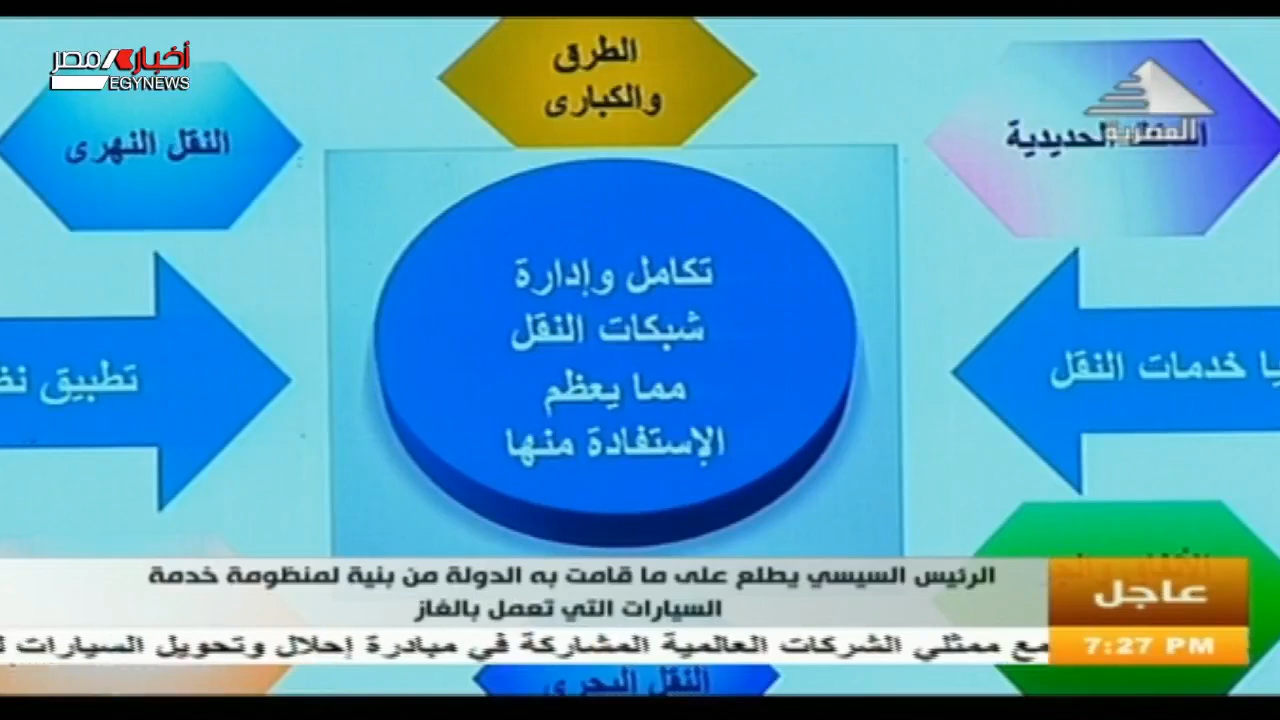 أخبار مصر
EGYNEWS
الطرق
والكبارى
الحديدية
المصرية
النقل النهرى
تكامل وإدارة
شبكات النقل
مما يعظم
الإستفادة منها
خدمات النقل
تطبيق
عاجل
الرئيس السيسي يطلع على ما قامت به الدولة من بنية لمنظومة خدمة
السيارات التي تعمل بالغاز
7:27 PM
مع ممثلي الشركات العالمية المشاركة في مبادرة إحلال وتحويل السيارات
النقل البحرى